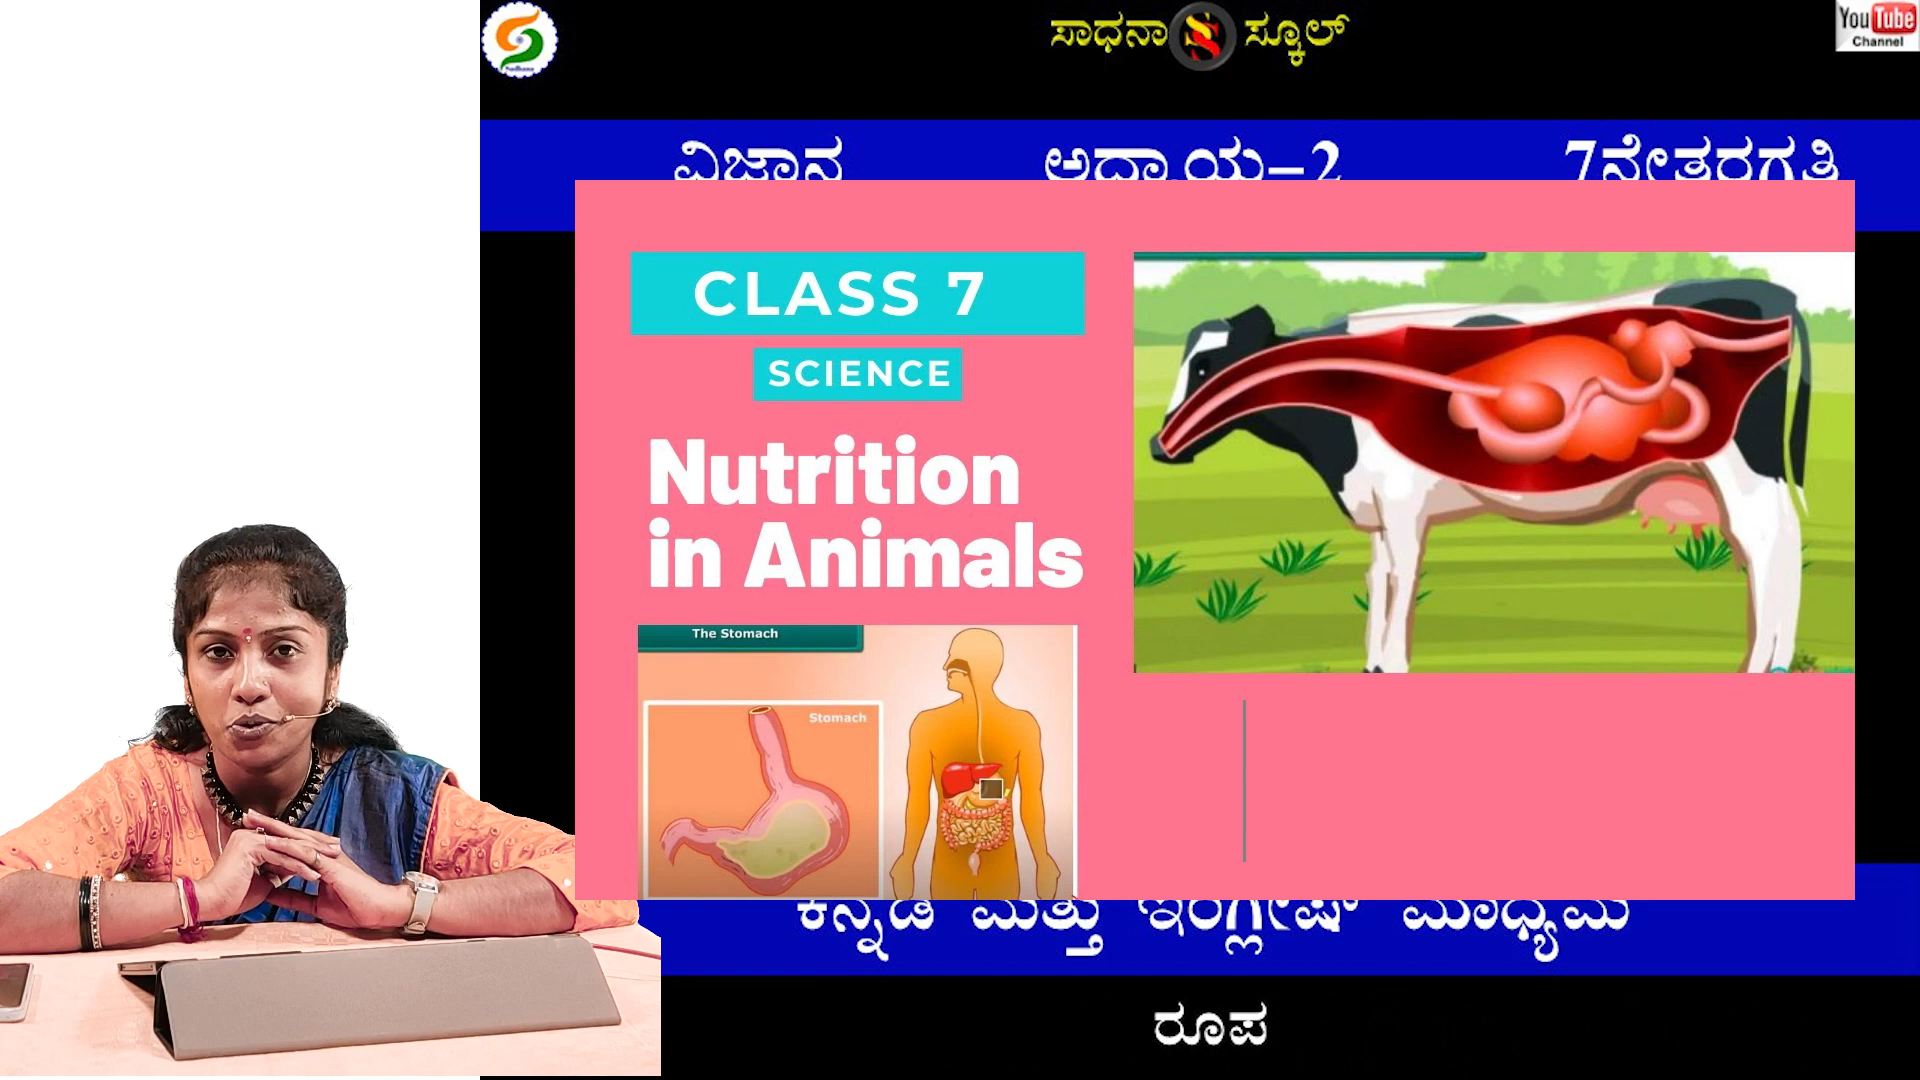 ಸಾಧನಾ S ಸ್ಕೂಲ್
You Tube
Channel
Sadhana
ವಿಜ್ಞಾನ ಅಧ್ಯಾಯ-2 7ನೇತರಗತಿ
CLASS 7
SCIENCE
Nutrition
in Animals
The Stomach
Stomach
ಕನ್ನಡ ಮತ್ತು ಇಂಗ್ಲೀಷ್ ಮಾಧ್ಯಮ
ರೂಪ